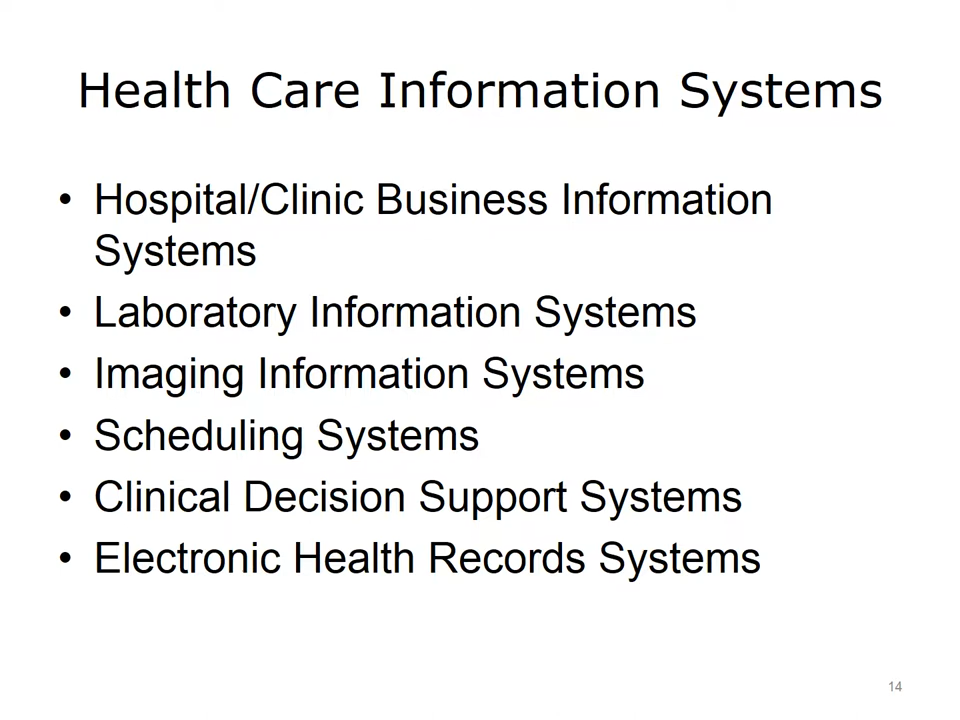 Health Care Information Systems
• Hospital/Clinic Business Information
Systems
• Laboratory Information Systems
• Imaging Information Systems
• Scheduling Systems
• Clinical Decision Support Systems
• Electronic Health Records Systems
14